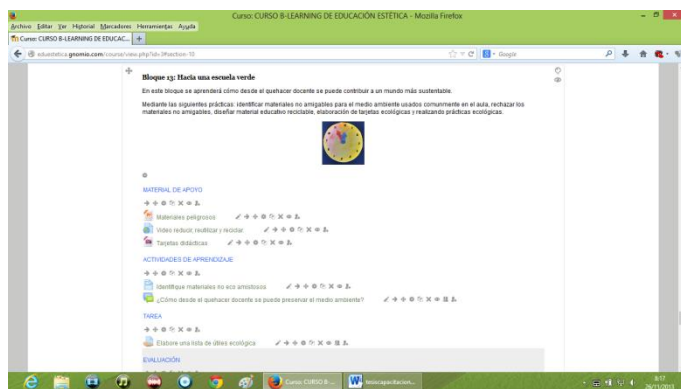 Curso: CURSO B-LEARNING DE EDUCACIÓN ESTÉTICA - Mozilla Firefox
Archivo Editar Ver Historial Marcadores Herramientas Ayuda
Curso: CURSO B-LEARNING DE EDUCAC...
Google
Bloque 13: Hacia una escuela verde
En este bloque se aprenderá cómo desde el quehacer docente se puede contribuir a un mundo más sustentable.
Mediante las siguientes prácticas: identificar materiales no amigables para el medio ambiente usados comunmente en el aula, rechazar los
materiales no amigables, diseñar material educativo reciclable, elaboración de tarjetas ecológicas y realizando prácticas ecológicas.
MATERIAL DE APOYO
Materiales peligrosos
Video reducir, reutilizar y reciclar
Tarjetas didácticas
ACTIVIDADES DE APRENDIZAJE
Identifique materiales no eco amistosos
¿Cómo desde el quehacer docente se puede preservar el medio ambiente?
TAREA
Elabore una lista de útiles ecológica
EVALUACIÓN
Curso: CURSO B-...
8:57
26/11/2013